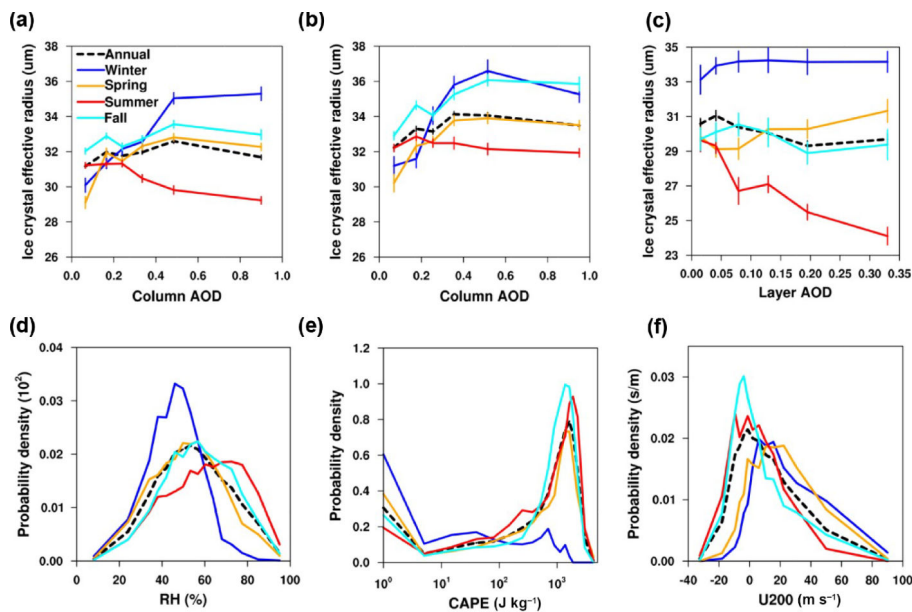 (a)
Ice crystal effective radius (um)
38
36
34
32
30
28
26
Annual
Winter
Spring
Summer
Fall
0.0 0.2 0.4 0.6 0.8 1.0
Column AOD
(b)
Ice crystal effective radius (um)
38
36
34
32
30
28
26
0.0 0.2 0.4 0.6 0.8 1.0
Column AOD
(c)
Ice crystal effective radius (um)
35
33
31
29
27
25
23
0.00 0.05 0.10 0.15 0.20 0.25 0.30 0.35
Layer AOD
(d)
Probability density (10²)
0.04
0.03
0.02
0.01
0.00
0 20 40 60 80 100
RH (%)
(e)
Probability density
1.2
1.0
0.8
0.6
0.4
0.2
0.0
10⁰ 10¹ 10² 10³
CAPE (J kg⁻¹)
(f)
Probability density (s/m)
0.03
0.02
0.01
0.00
-40 -20 0 20 40 60 80 100
U200 (m s⁻¹)